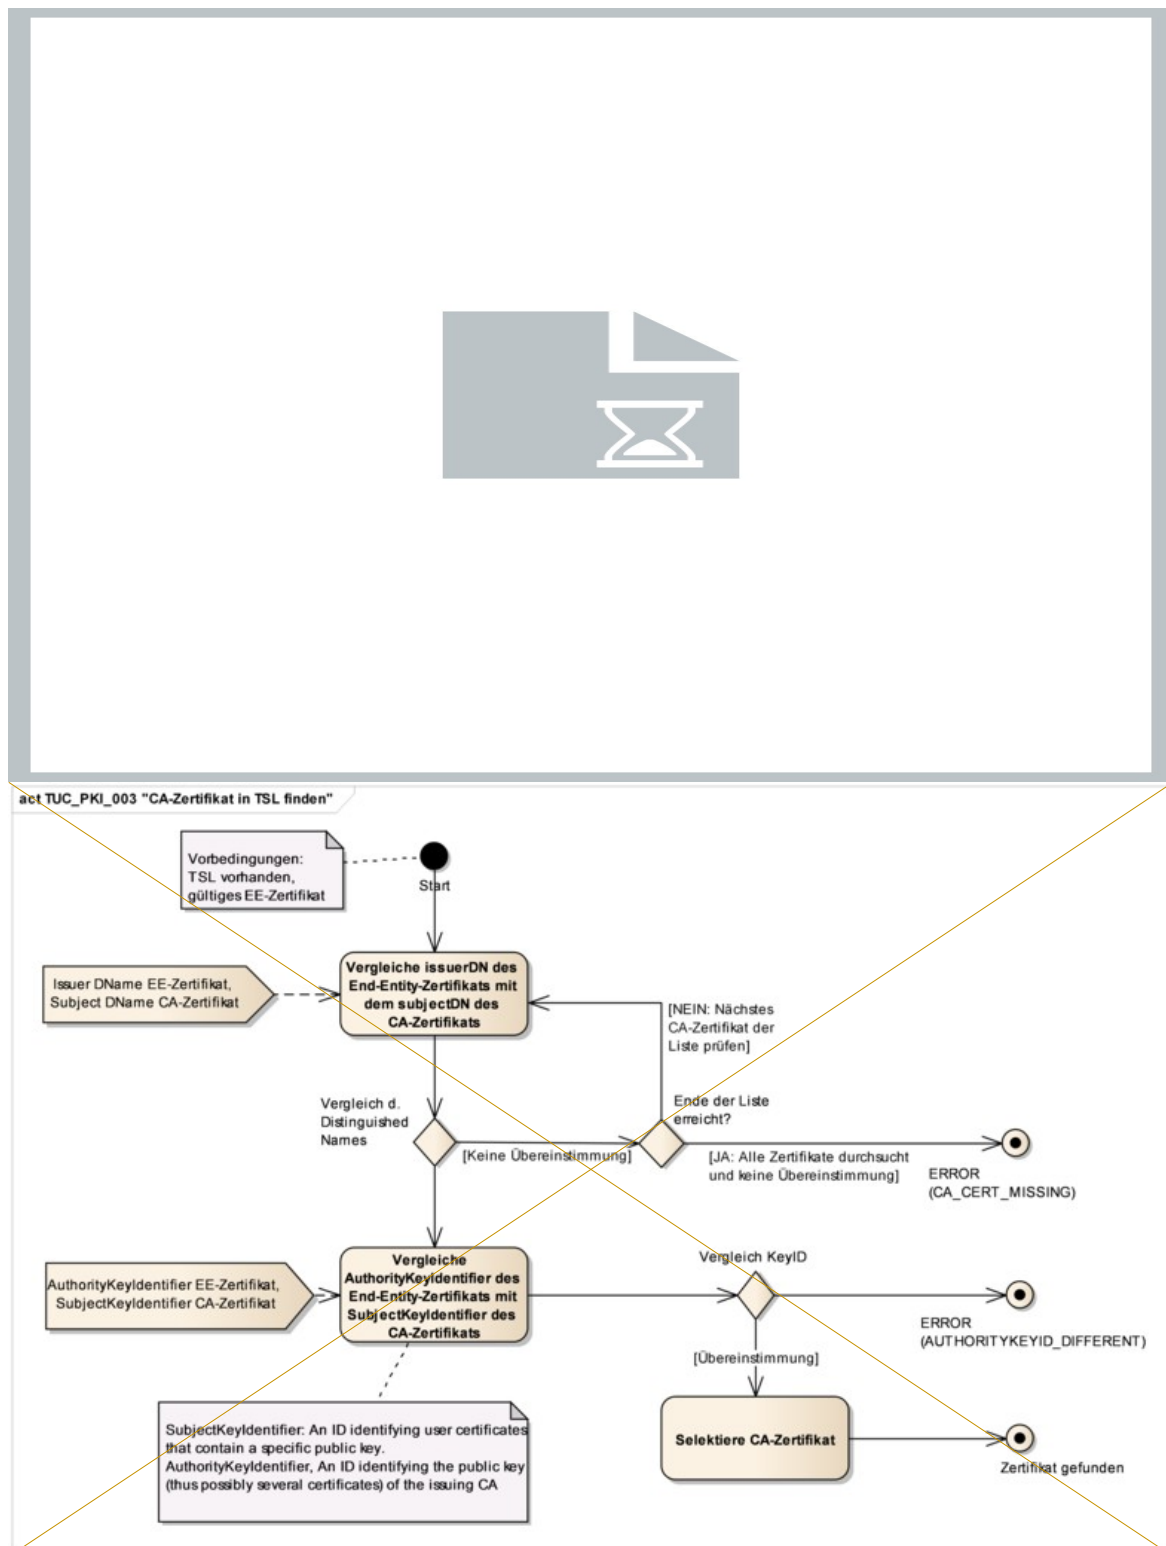 act TUC_PKI_003 "CA-Zertifikat in TSL finden"
Vorbedingungen:
TSL vorhanden,
gültiges EE-Zertifikat
Start
Issuer DName EE-Zertifikat,
Subject DName CA-Zertifikat
Vergleiche issuerDN des
End-Entity-Zertifikats mit
dem subjectDN des
CA-Zertifikats
[NEIN: Nächstes
CA-Zertifikat der
Liste prüfen]
Vergleich d.
Distinguished
Names
Ende der Liste
erreicht?
[Keine Übereinstimmung]
[JA: Alle Zertifikate durchsucht
und keine Übereinstimmung]
ERROR
(CA_CERT_MISSING)
AuthorityKeyIdentifier EE-Zertifikat,
SubjectKeyIdentifier CA-Zertifikat
Vergleiche
AuthorityKeyIdentifier des
End-Entity-Zertifikats mit
SubjectKeyIdentifier des
CA-Zertifikats
Vergleich KeyID
ERROR
(AUTHORITYKEYID_DIFFERENT)
[Übereinstimmung]
Selektiere CA-Zertifikat
Zertifikat gefunden
SubjectKeyIdentifier: An ID identifying user certificates
that contain a specific public key.
AuthorityKeyIdentifier, An ID identifying the public key
(thus possibly several certificates) of the issuing CA